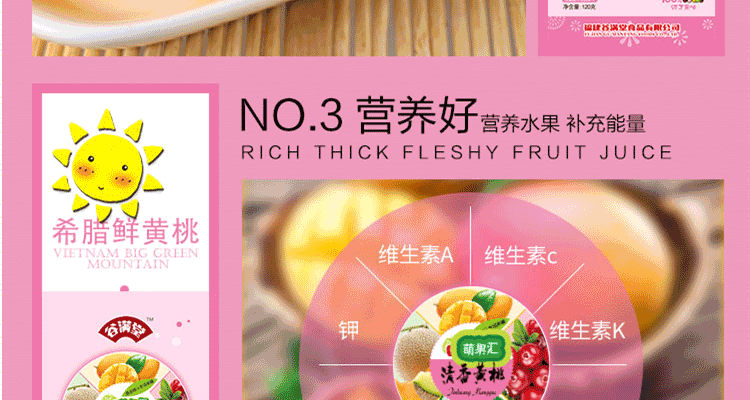 净含量:120克
福建谷满堂食品有限公司
NO.3 营养好 营养水果 补充能量
RICH THICK FLESHY FRUIT JUICE
希腊鲜黄桃
VIETNAM BIG GREEN
MOUNTAIN
谷满堂™
维生素A
维生素c
钾
维生素K
萌果汇
清香黄桃